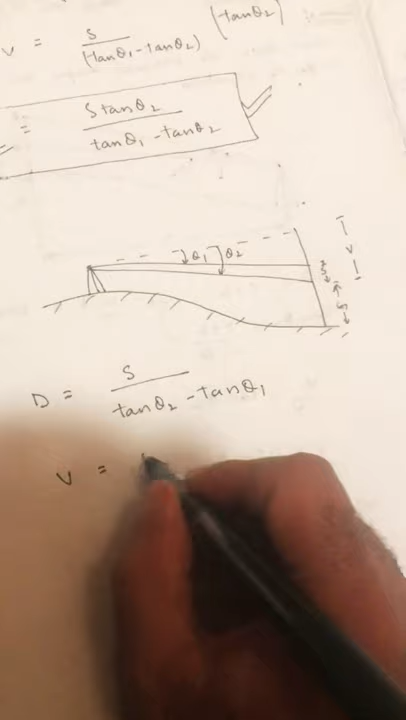 V = S / (tanθ₁ - tanθ₂) (tanθ₂)
= S tanθ₂ / tanθ₁ - tanθ₂
θ₁ θ₂
V
S
D = S / tanθ₂ - tanθ₁
V =